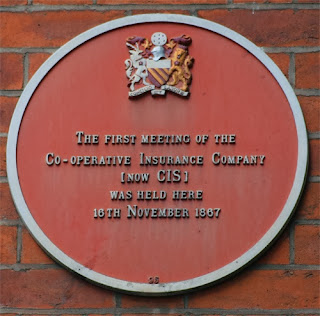 The first meeting of the
Co-operative Insurance Company
[now CIS]
was held here
16th November 1867